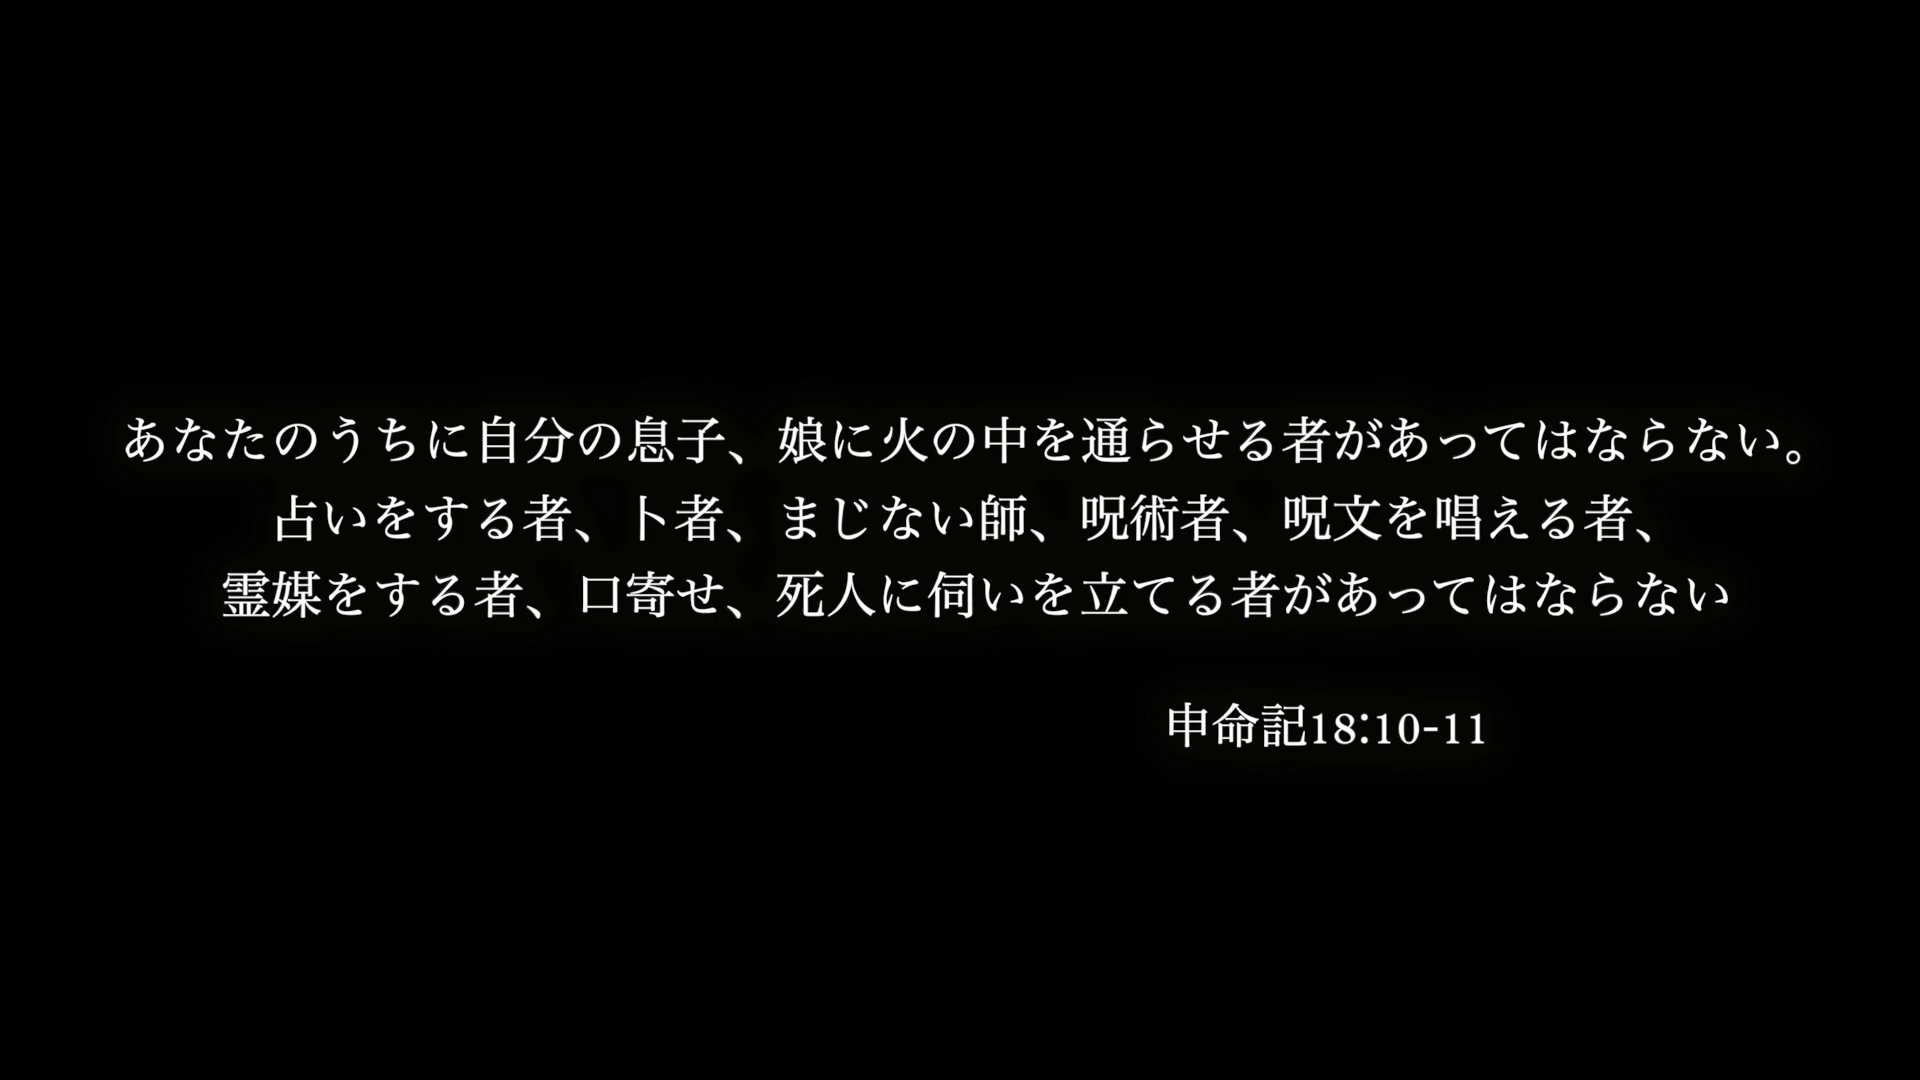 あなたのうちに自分の息子、娘に火の中を通らせる者があってはならない。
占いをする者、卜者、まじない師、呪術者、呪文を唱える者、
霊媒をする者、口寄せ、死人に伺いを立てる者があってはならない
申命記18:10-11